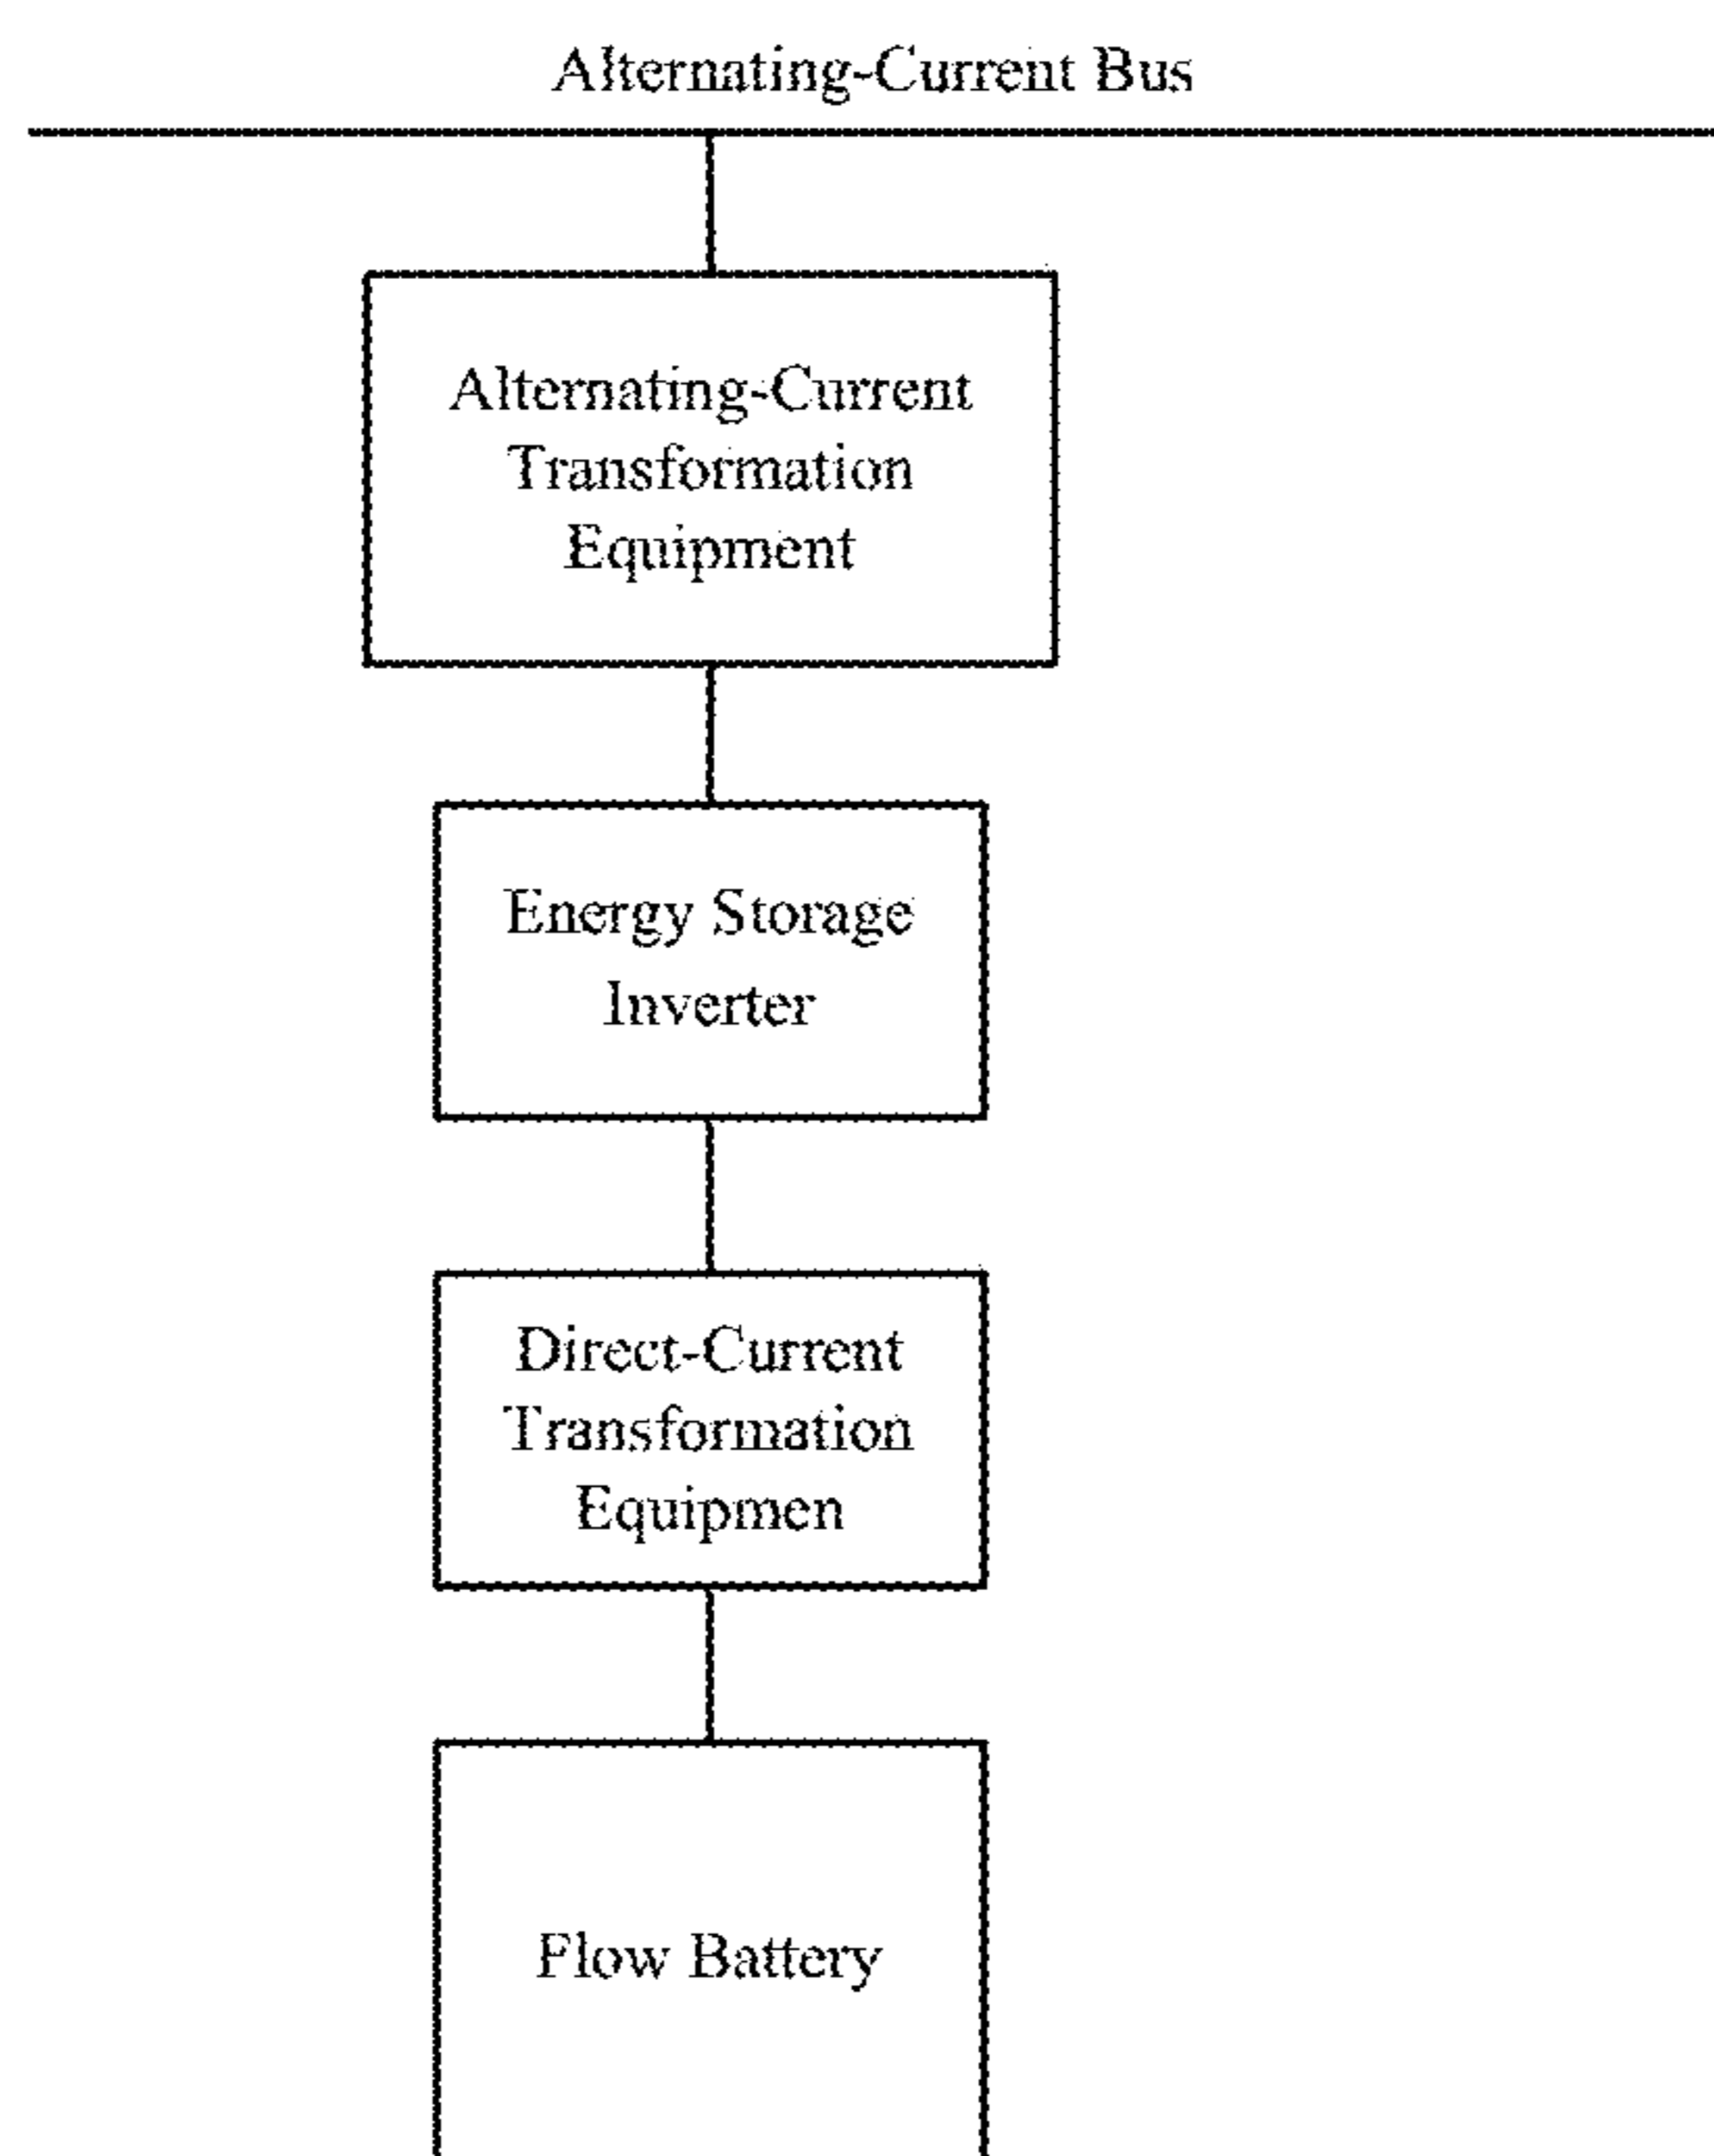 Alternating-Current Bus
Alternating-Current
Transformation
Equipment
Energy Storage
Inverter
Direct-Current
Transformation
Equipmen
Flow Battery